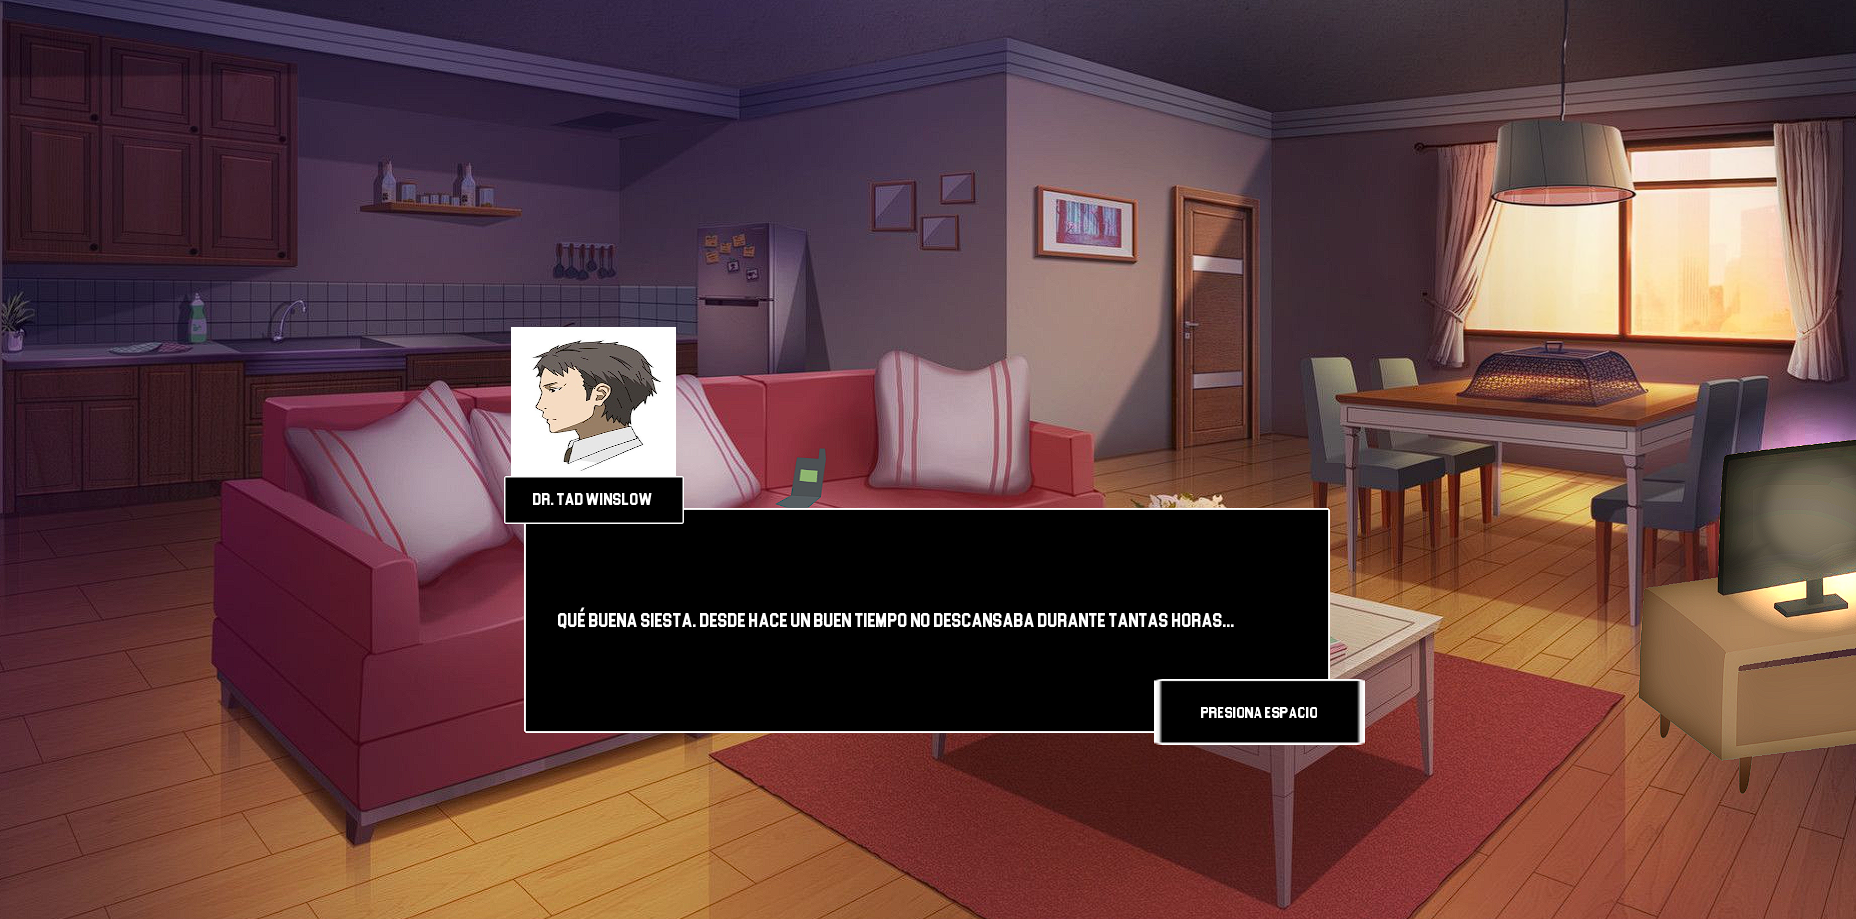 DR. TAD WINSLOW
QUÉ BUENA SIESTA. DESDE HACE UN BUEN TIEMPO NO DESCANSABA DURANTE TANTAS HORAS...
PRESIONA ESPACIO